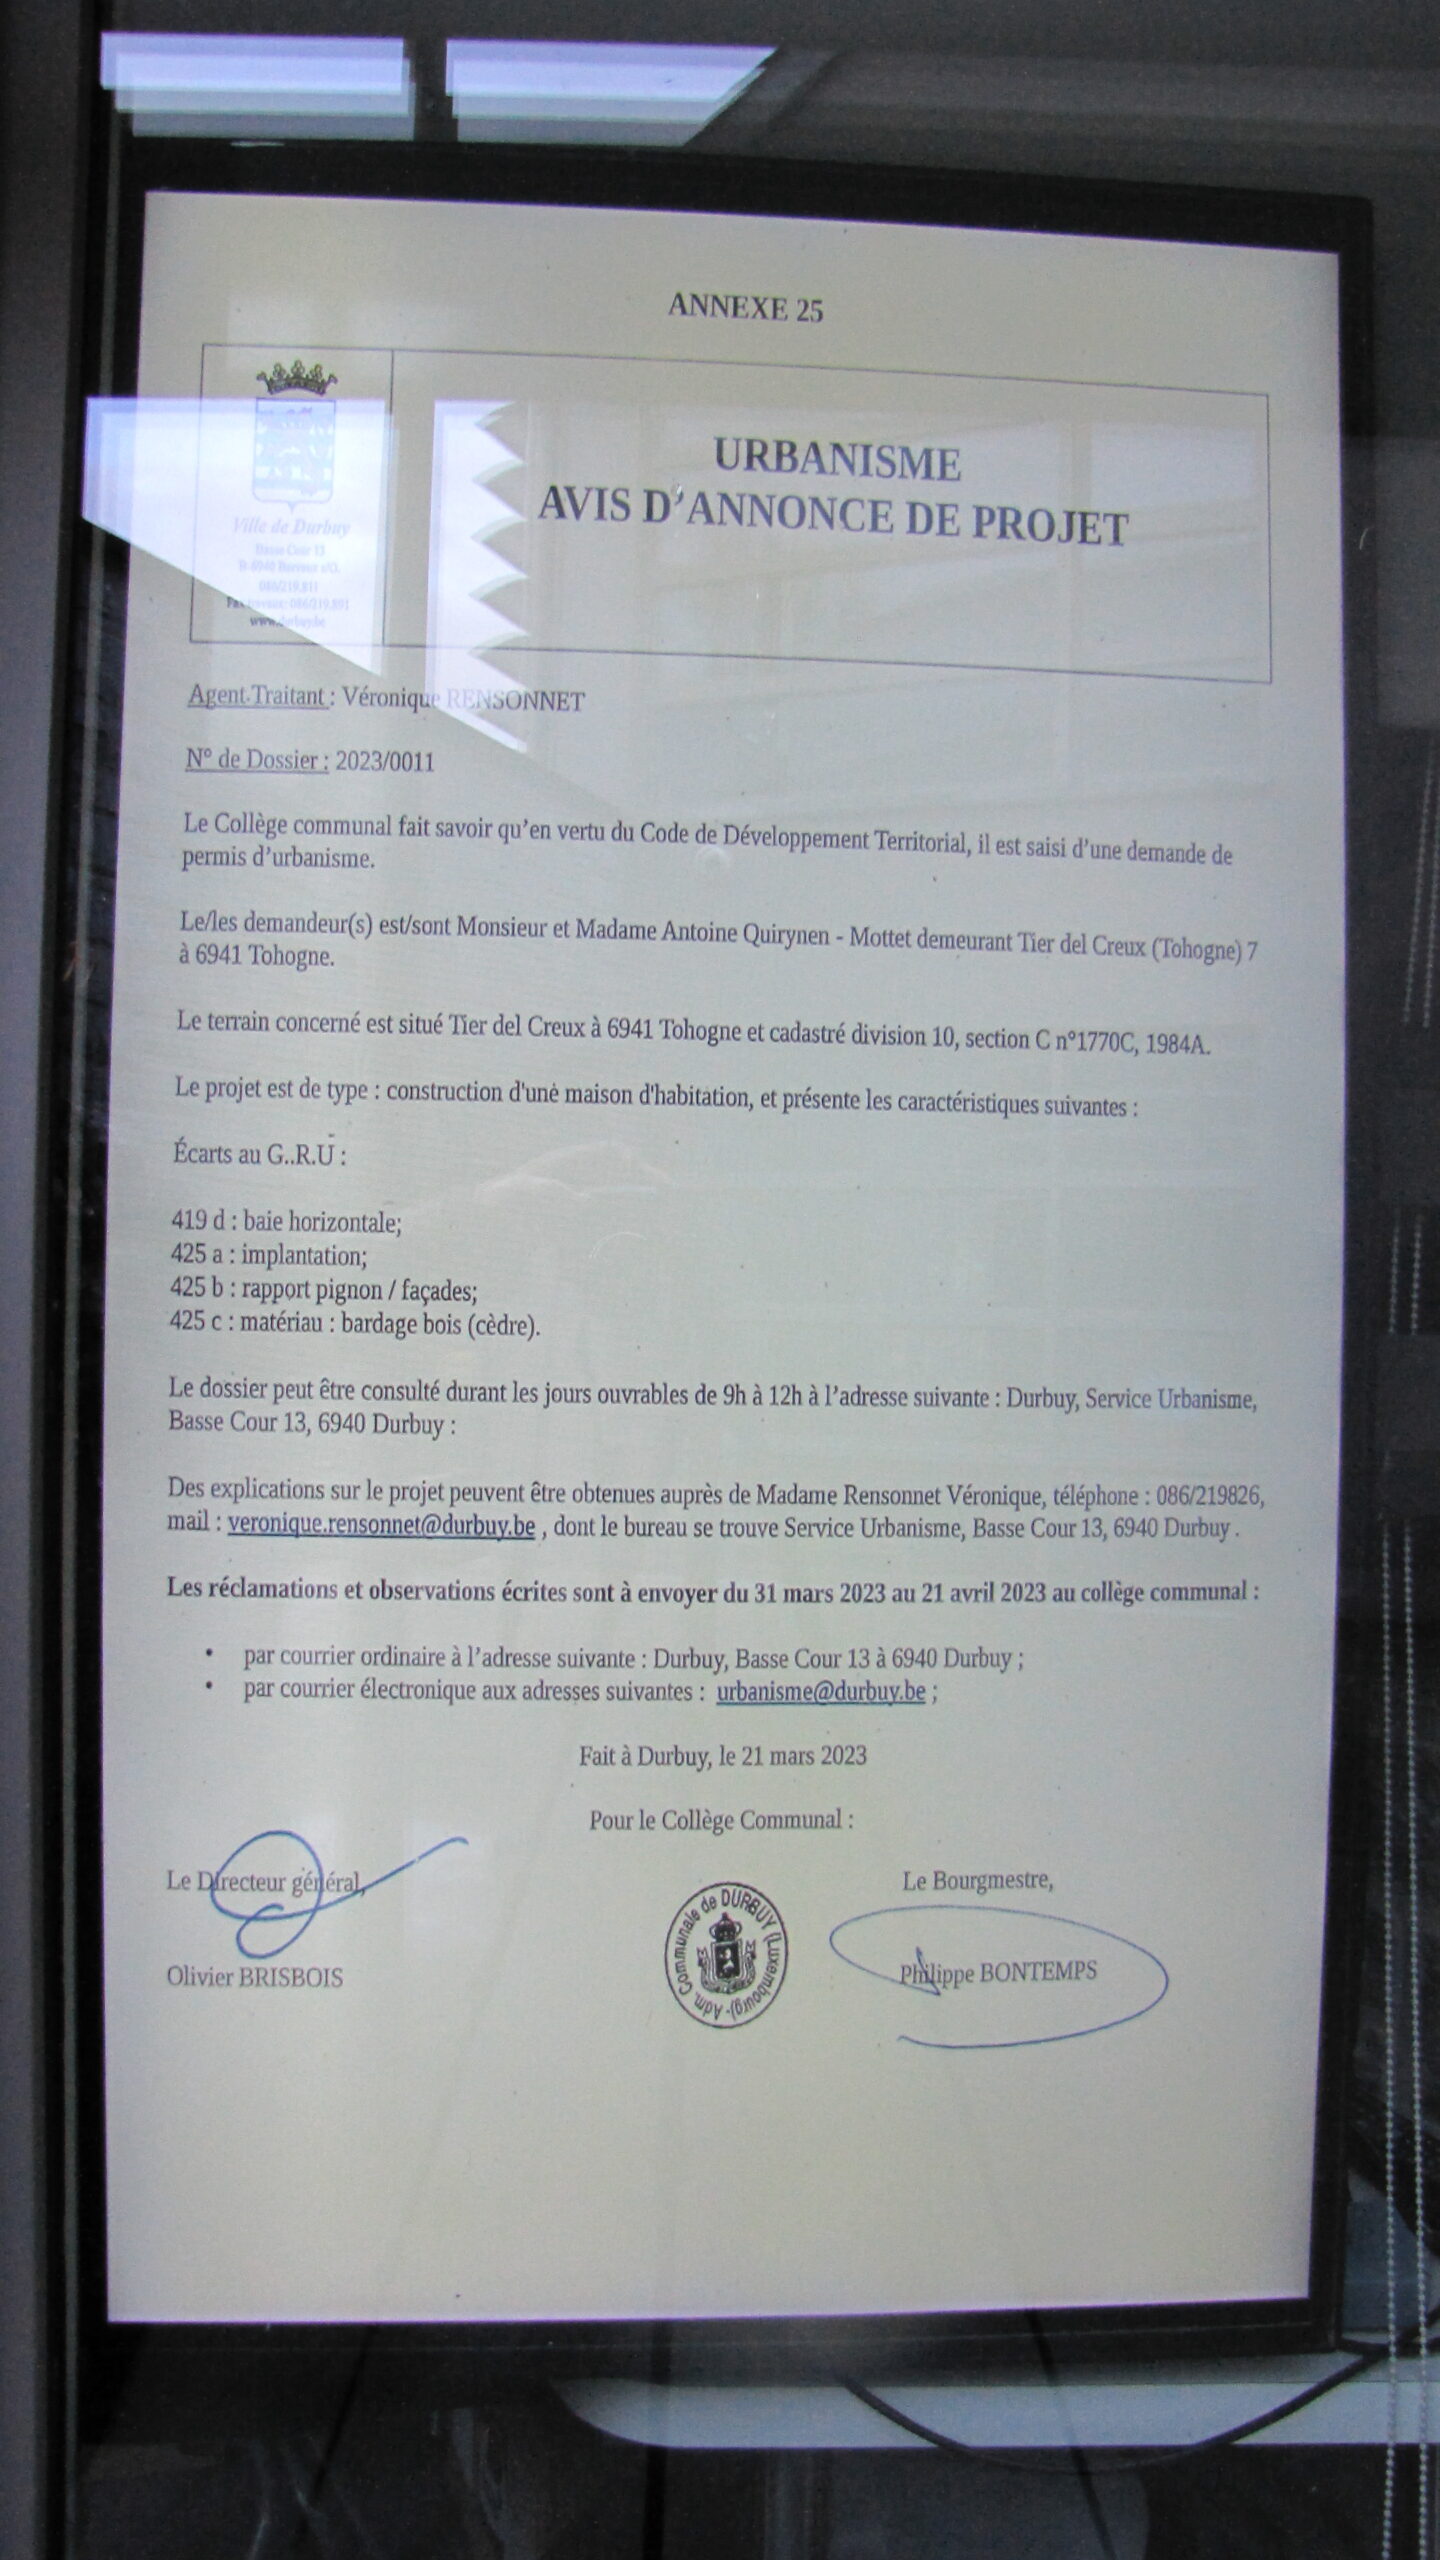 ANNEXE 25
Ville de Durbuy
Basse Cour 13
B-6940 Barvaux s/O.
086/219.811
Fax travaux: 086/219.891
www.durbuy.be
URBANISME
AVIS D’ANNONCE DE PROJET
Agent Traitant : Véronique RENSONNET
N° de Dossier : 2023/0011
Le Collège communal fait savoir qu’en vertu du Code de Développement Territorial, il est saisi d’une demande de
permis d’urbanisme.
Le/les demandeur(s) est/sont Monsieur et Madame Antoine Quirynen - Mottet demeurant Tier del Creux (Tohogne) 7
à 6941 Tohogne.
Le terrain concerné est situé Tier del Creux à 6941 Tohogne et cadastré division 10, section C n°1770C, 1984A.
Le projet est de type : construction d'une maison d'habitation, et présente les caractéristiques suivantes :
Écarts au G..R.U :
419 d : baie horizontale;
425 a : implantation;
425 b : rapport pignon / façades;
425 c : matériau : bardage bois (cèdre).
Le dossier peut être consulté durant les jours ouvrables de 9h à 12h à l’adresse suivante : Durbuy, Service Urbanisme,
Basse Cour 13, 6940 Durbuy :
Des explications sur le projet peuvent être obtenues auprès de Madame Rensonnet Véronique, téléphone : 086/219826,
mail : veronique.rensonnet@durbuy.be , dont le bureau se trouve Service Urbanisme, Basse Cour 13, 6940 Durbuy .
Les réclamations et observations écrites sont à envoyer du 31 mars 2023 au 21 avril 2023 au collège communal :
• par courrier ordinaire à l’adresse suivante : Durbuy, Basse Cour 13 à 6940 Durbuy ;
• par courrier électronique aux adresses suivantes : urbanisme@durbuy.be ;
Fait à Durbuy, le 21 mars 2023
Pour le Collège Communal :
Le Directeur général,
Olivier BRISBOIS
Adm. Communale de DURBUY (Luxembourg)-
Le Bourgmestre,
Philippe BONTEMPS